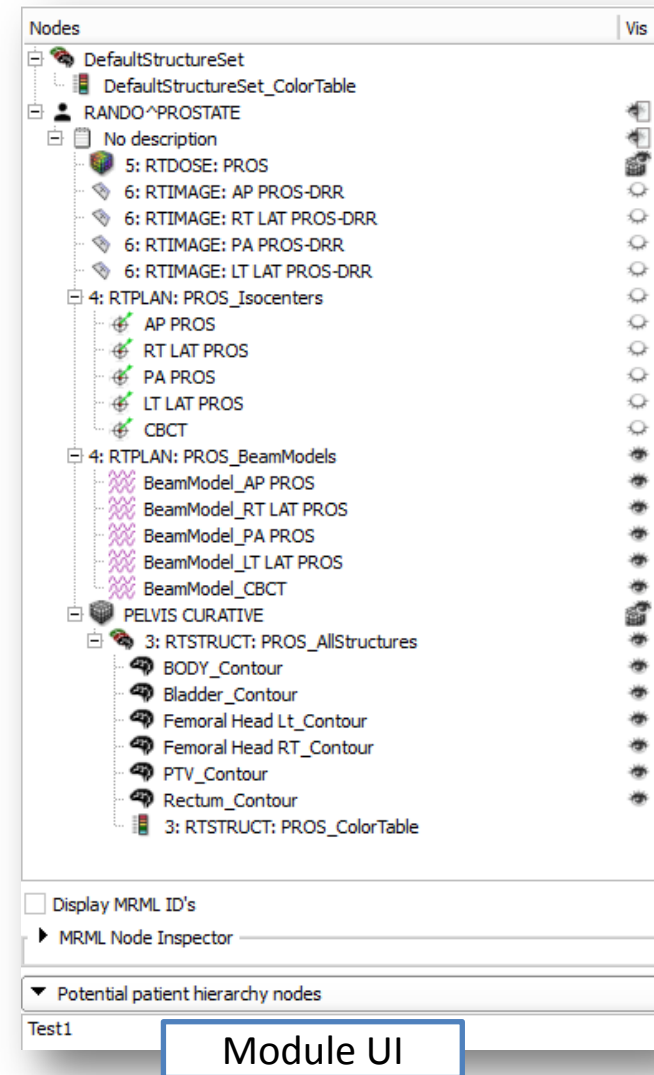 Nodes Vis
DefaultStructureSet
DefaultStructureSet_ColorTable
RANDO^PROSTATE
No description
5: RTDOSE: PROS
6: RTIMAGE: AP PROS-DRR
6: RTIMAGE: RT LAT PROS-DRR
6: RTIMAGE: PA PROS-DRR
6: RTIMAGE: LT LAT PROS-DRR
4: RTPLAN: PROS_Isocenters
AP PROS
RT LAT PROS
PA PROS
LT LAT PROS
CBCT
4: RTPLAN: PROS_BeamModels
BeamModel_AP PROS
BeamModel_RT LAT PROS
BeamModel_PA PROS
BeamModel_LT LAT PROS
BeamModel_CBCT
PELVIS CURATIVE
3: RTSTRUCT: PROS_AllStructures
BODY_Contour
Bladder_Contour
Femoral Head Lt_Contour
Femoral Head RT_Contour
PTV_Contour
Rectum_Contour
3: RTSTRUCT: PROS_ColorTable
Display MRML ID's
MRML Node Inspector
Potential patient hierarchy nodes
Test1
Module UI